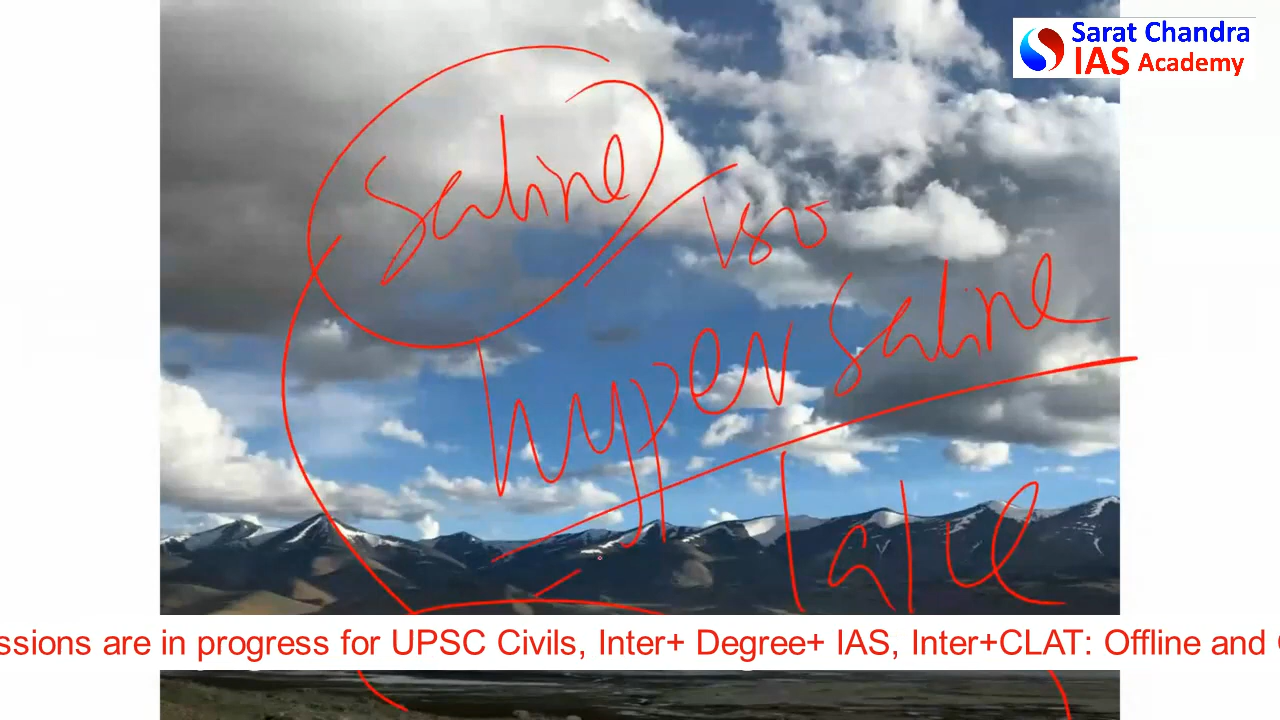 Sarat Chandra
IAS Academy
saline
iso
hyper saline
lake
ssions are in progress for UPSC Civils, Inter+ Degree+ IAS, Inter+CLAT: Offline and